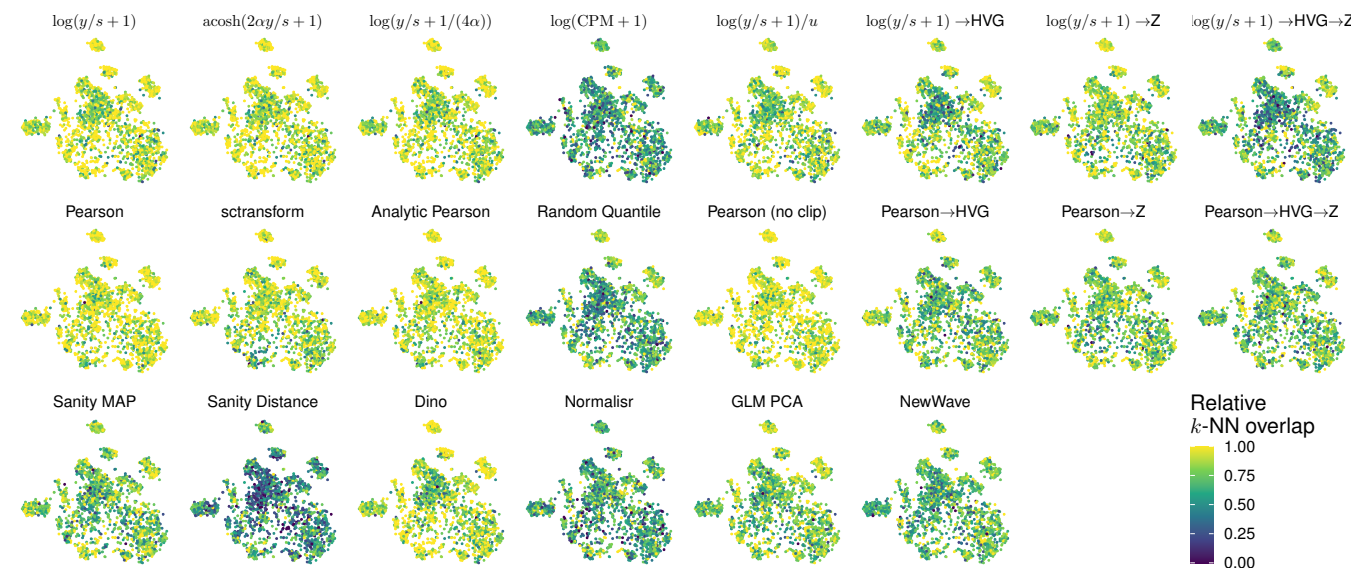 log(y/s + 1)
acosh(2αy/s + 1)
log(y/s + 1/(4α))
log(CPM + 1)
log(y/s + 1)/u
log(y/s + 1) →HVG
log(y/s + 1) →Z
log(y/s + 1) →HVG→Z
Pearson
sctransform
Analytic Pearson
Random Quantile
Pearson (no clip)
Pearson→HVG
Pearson→Z
Pearson→HVG→Z
Sanity MAP
Sanity Distance
Dino
Normalisr
GLM PCA
NewWave
Relative
k-NN overlap
1.00
0.75
0.50
0.25
0.00